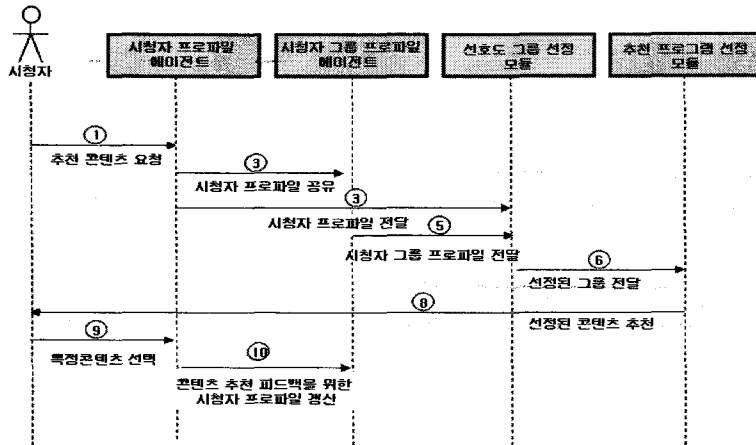 시청자
시청자 프로파일
에이전트
시청자 그룹 프로파일
에이전트
선호도 그룹 선정
모듈
추천 프로그램 선정
모듈
①
추천 콘텐츠 요청
③
시청자 프로파일 공유
③
시청자 프로파일 전달
⑤
시청자 그룹 프로파일 전달
⑥
선정된 그룹 전달
⑧
선정된 콘텐츠 추천
⑨
특정콘텐츠 선택
⑩
콘텐츠 추천 피드백을 위한
시청자 프로파일 갱신